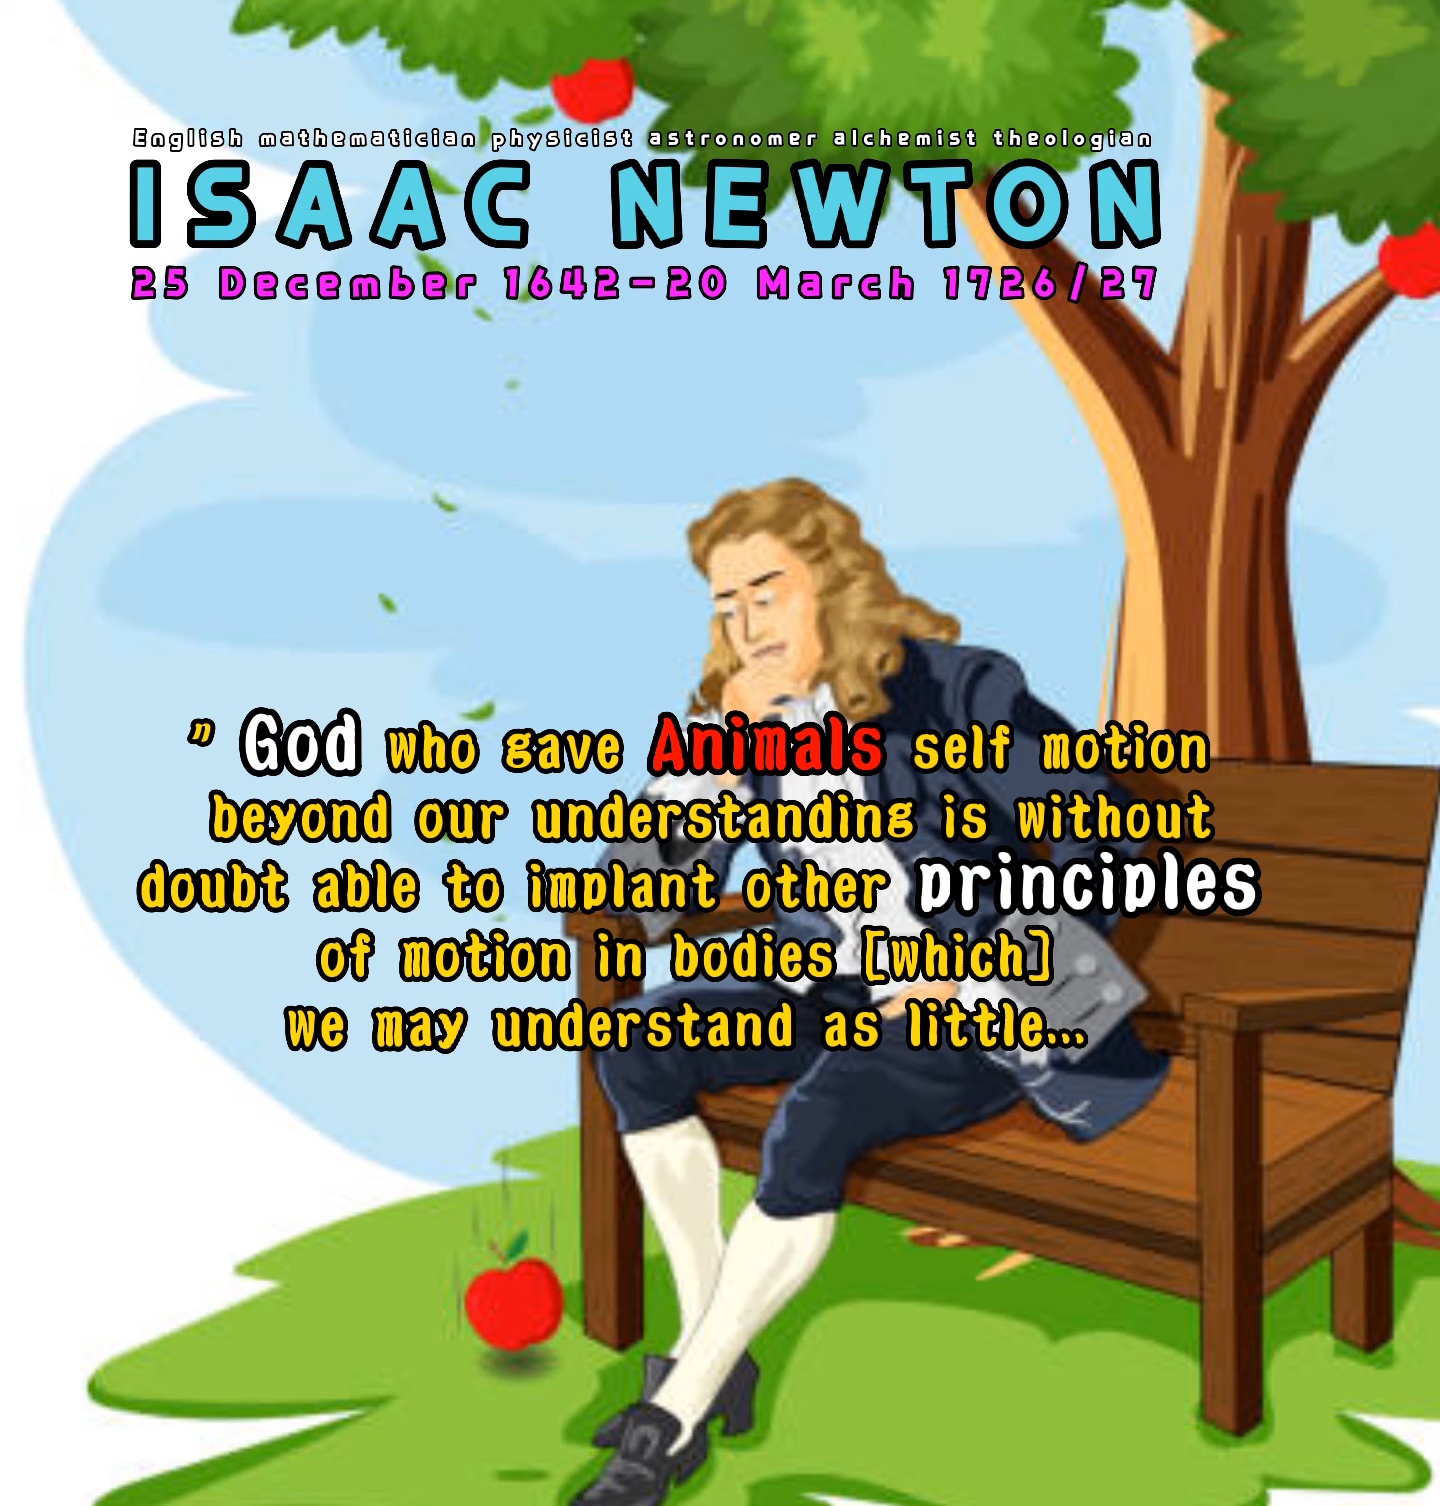 English mathematician physicist astronomer alchemist theologian
ISAAC NEWTON
25 December 1642-20 March 1726/27
" God who gave Animals self motion
beyond our understanding is without
doubt able to implant other principles
of motion in bodies [which]
we may understand as little...